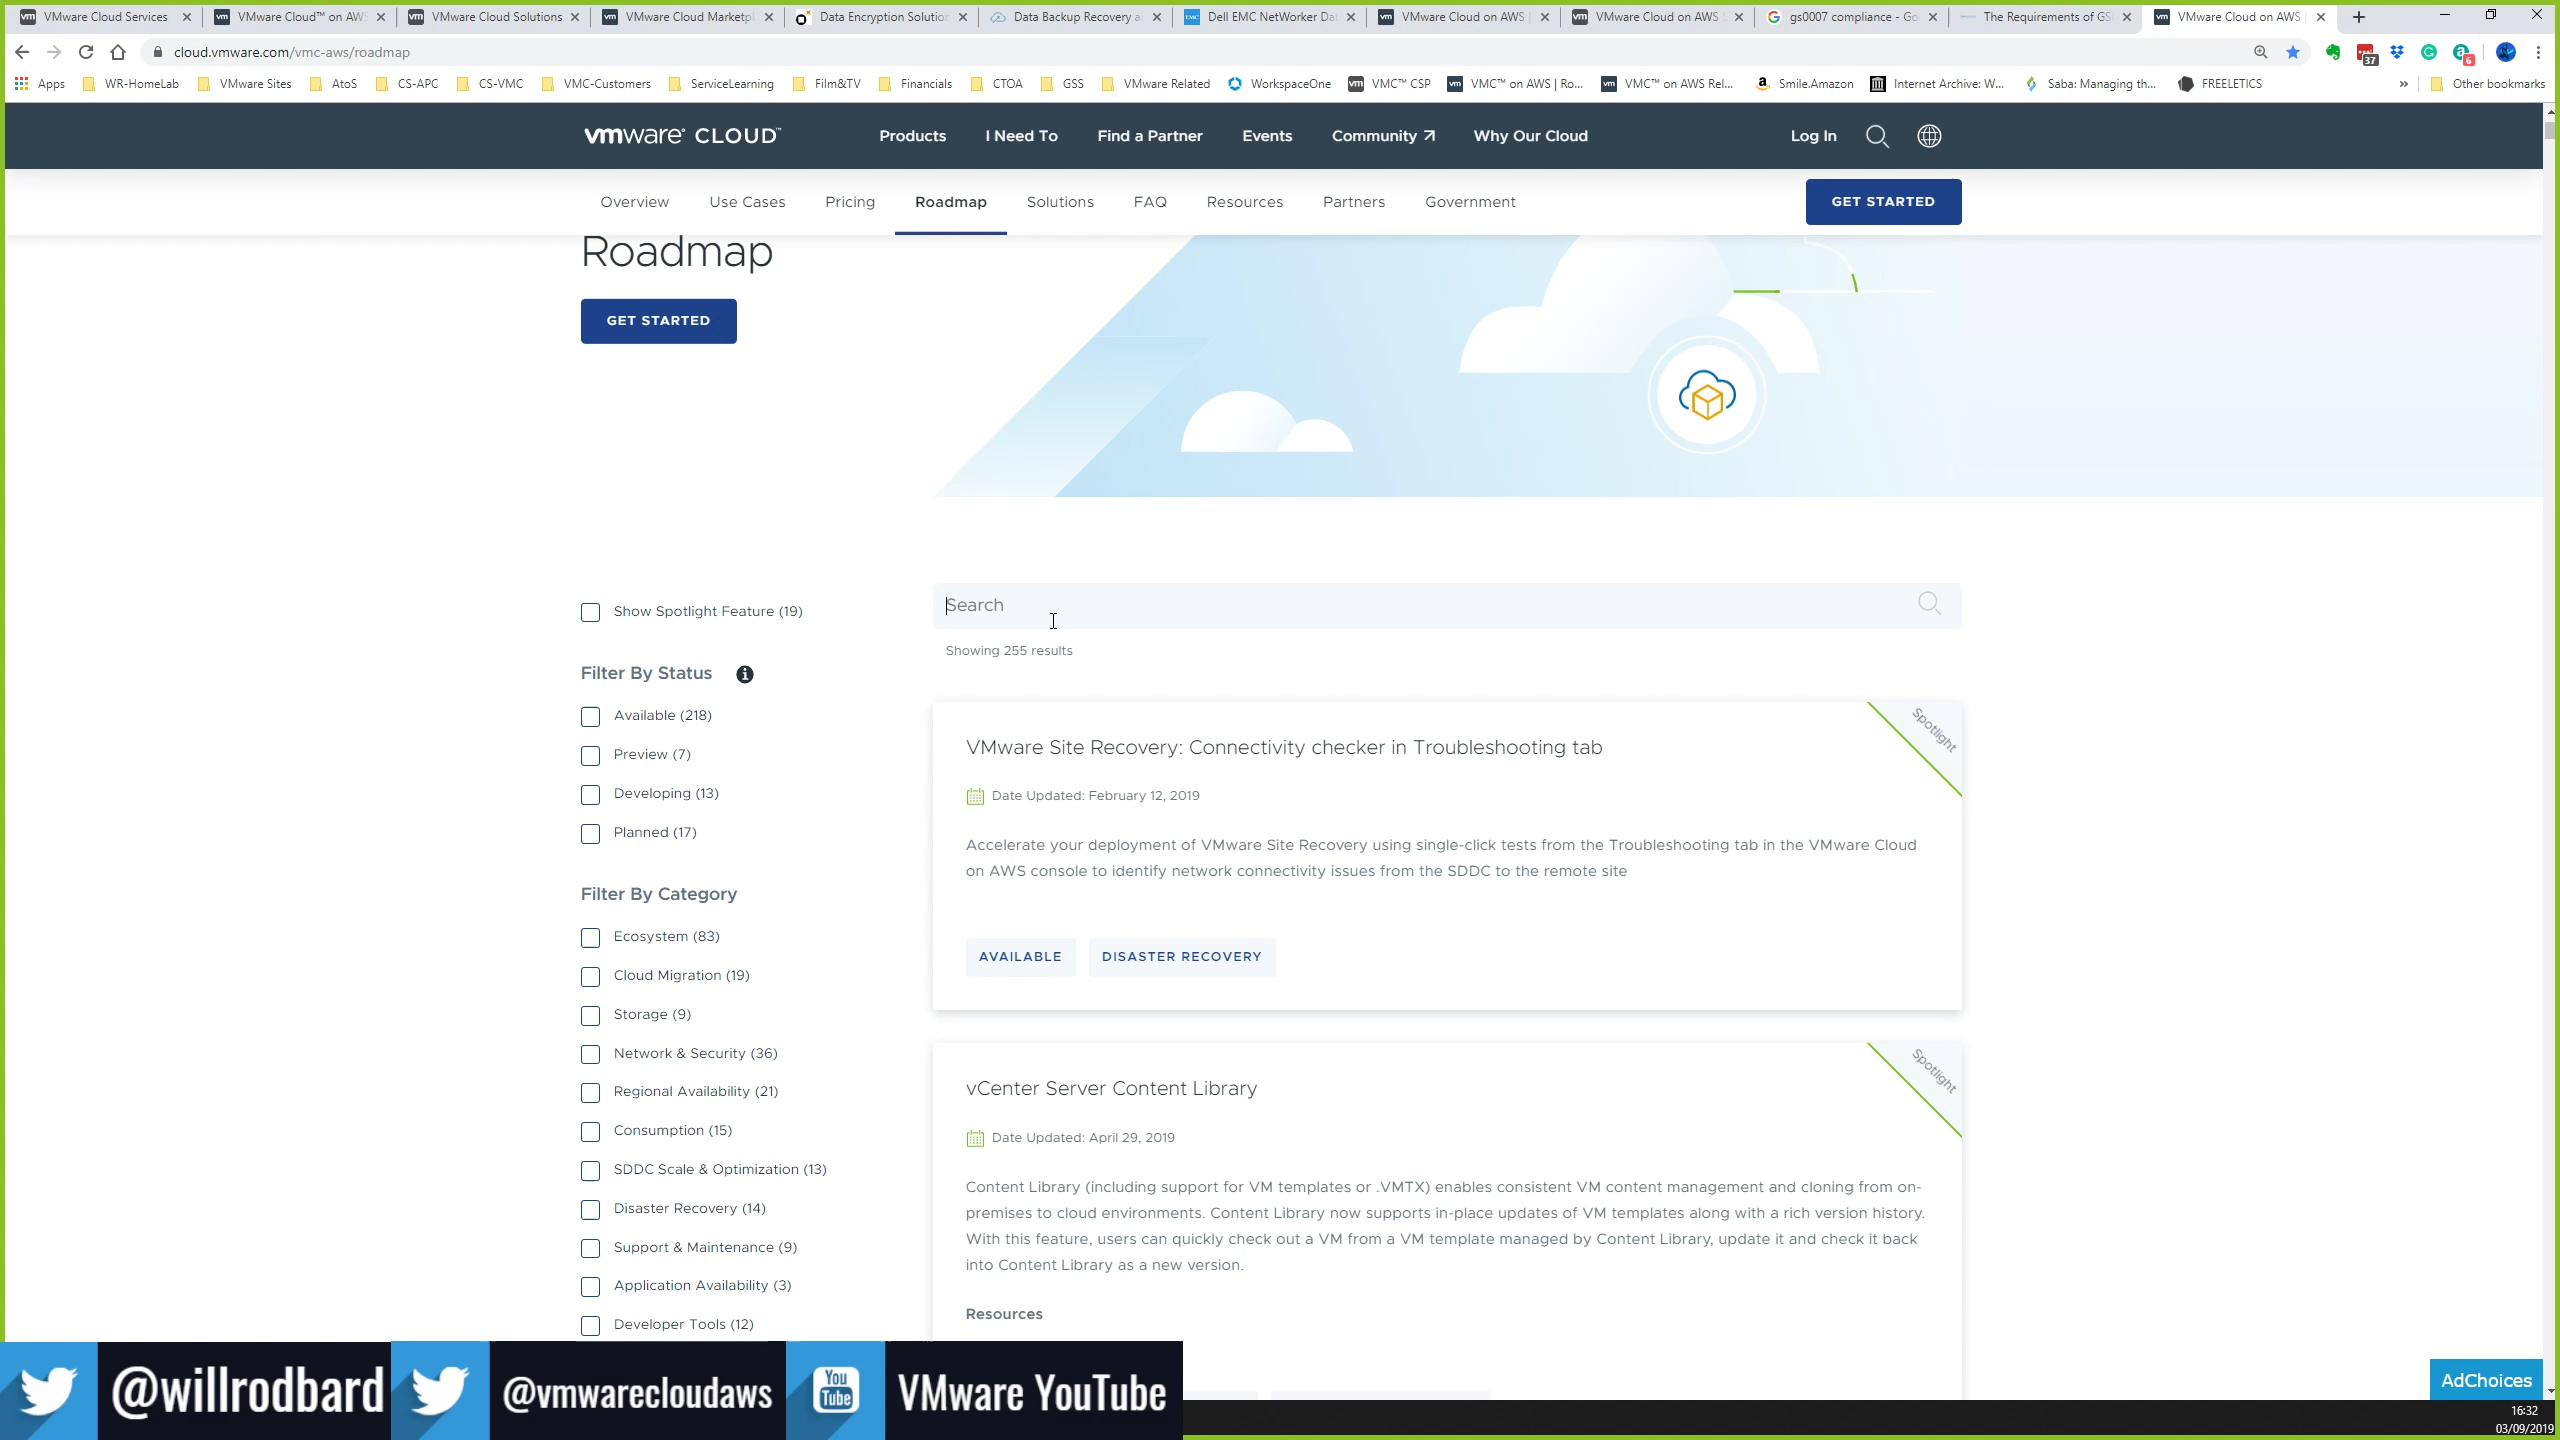 VMware Cloud Services
VMware Cloud™ on AWS
VMware Cloud Solutions
VMware Cloud Marketpl
Data Encryption Solution
Data Backup Recovery a
Dell EMC NetWorker Dat
VMware Cloud on AWS
VMware Cloud on AWS S
gs0007 compliance - Go
The Requirements of GS
VMware Cloud on AWS
cloud.vmware.com/vmc-aws/roadmap
37
6
Apps
WR-HomeLab
VMware Sites
AtoS
CS-APC
CS-VMC
VMC-Customers
ServiceLearning
Film&TV
Financials
CTOA
GSS
VMware Related
WorkspaceOne
VMC™ CSP
VMC™ on AWS | Ro...
VMC™ on AWS Rel...
Smile.Amazon
Internet Archive: W...
Saba: Managing th...
FREELETICS
»
Other bookmarks
vmware® CLOUD™
Products
I Need To
Find a Partner
Events
Community
Why Our Cloud
Log In
Overview
Use Cases
Pricing
Roadmap
Solutions
FAQ
Resources
Partners
Government
GET STARTED
Roadmap
GET STARTED
Show Spotlight Feature (19)
Filter By Status
Available (218)
Preview (7)
Developing (13)
Planned (17)
Filter By Category
Ecosystem (83)
Cloud Migration (19)
Storage (9)
Network & Security (36)
Regional Availability (21)
Consumption (15)
SDDC Scale & Optimization (13)
Disaster Recovery (14)
Support & Maintenance (9)
Application Availability (3)
Developer Tools (12)
Search
Showing 255 results
Spotlight
VMware Site Recovery: Connectivity checker in Troubleshooting tab
Date Updated: February 12, 2019
Accelerate your deployment of VMware Site Recovery using single-click tests from the Troubleshooting tab in the VMware Cloud
on AWS console to identify network connectivity issues from the SDDC to the remote site
AVAILABLE
DISASTER RECOVERY
Spotlight
vCenter Server Content Library
Date Updated: April 29, 2019
Content Library (including support for VM templates or .VMTX) enables consistent VM content management and cloning from on-
premises to cloud environments. Content Library now supports in-place updates of VM templates along with a rich version history.
With this feature, users can quickly check out a VM from a VM template managed by Content Library, update it and check it back
into Content Library as a new version.
Resources
@willrodbard
@vmwarecloudaws
You
Tube
VMware YouTube
AdChoices
16:32
03/09/2019